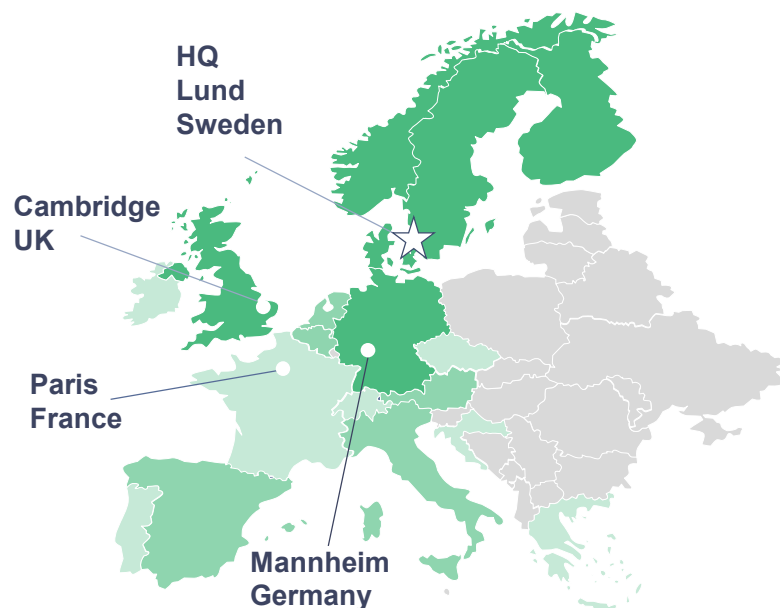 HQ
Lund
Sweden
Cambridge
UK
Paris
France
Mannheim
Germany